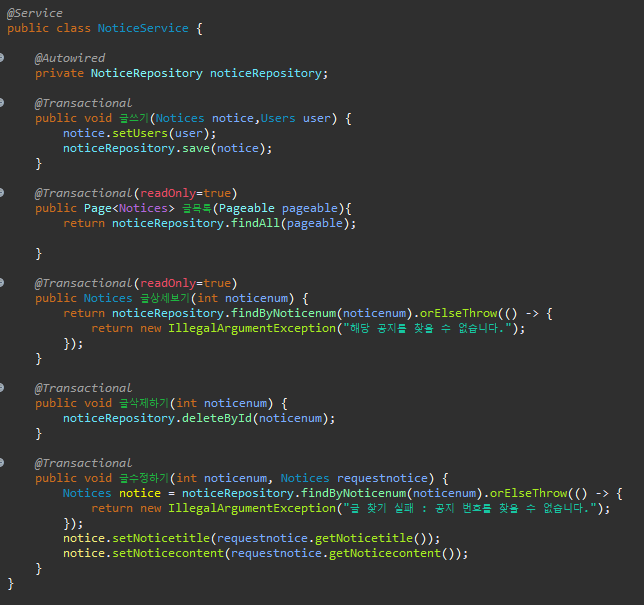 @Service
public class NoticeService {
@Autowired
private NoticeRepository noticeRepository;
@Transactional
public void 글쓰기(Notices notice,Users user) {
notice.setUsers(user);
noticeRepository.save(notice);
}
@Transactional(readOnly=true)
public Page<Notices> 글목록(Pageable pageable){
return noticeRepository.findAll(pageable);
}
@Transactional(readOnly=true)
public Notices 글상세보기(int noticenum) {
return noticeRepository.findByNoticenum(noticenum).orElseThrow(() -> {
return new IllegalArgumentException("해당 공지를 찾을 수 없습니다.");
});
}
@Transactional
public void 글삭제하기(int noticenum) {
noticeRepository.deleteById(noticenum);
}
@Transactional
public void 글수정하기(int noticenum, Notices requestnotice) {
Notices notice = noticeRepository.findByNoticenum(noticenum).orElseThrow(() -> {
return new IllegalArgumentException("글 찾기 실패 : 공지 번호를 찾을 수 없습니다.");
});
notice.setNoticetitle(requestnotice.getNoticetitle());
notice.setNoticecontent(requestnotice.getNoticecontent());
}
}